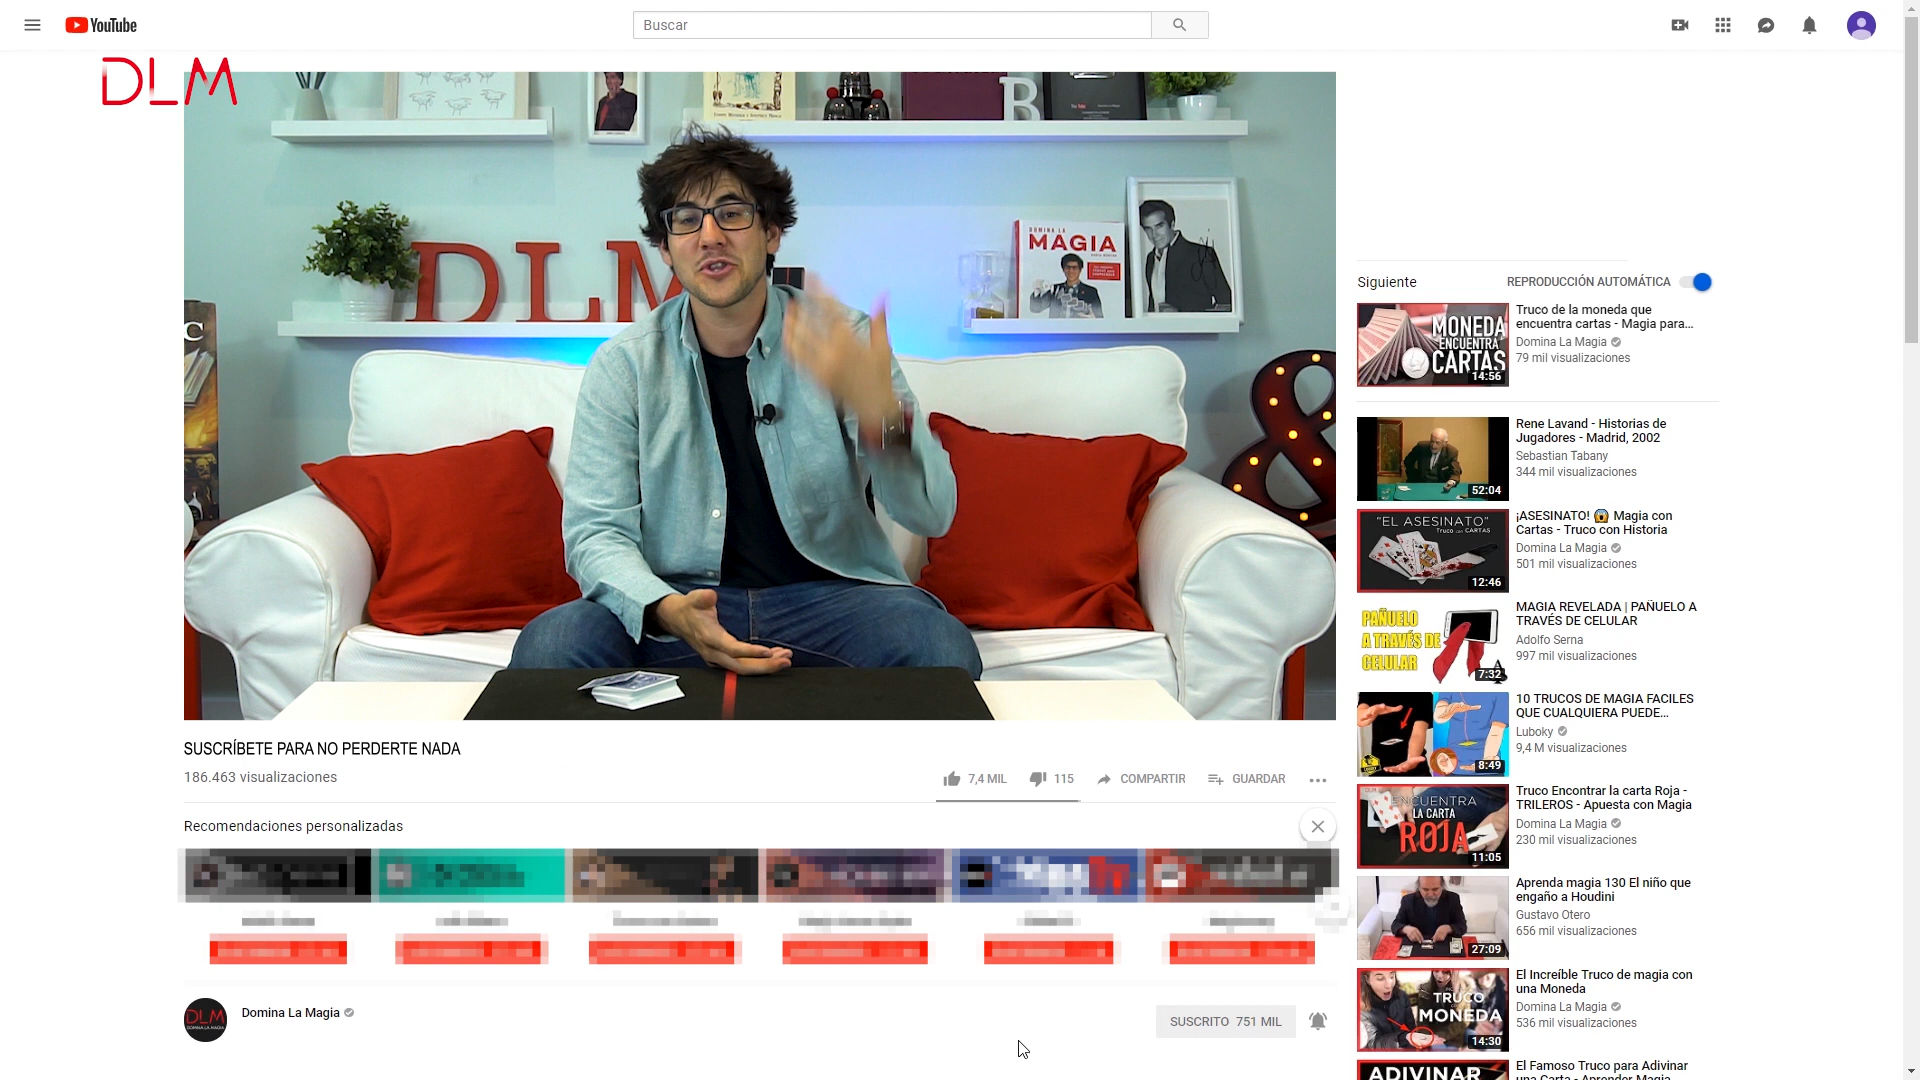 YouTube
Buscar
DLM
DLM
B
DOMINA LA
MAGIA
C
&
SUSCRÍBETE PARA NO PERDERTE NADA
186.463 visualizaciones
7,4 MIL
115
COMPARTIR
GUARDAR
Recomendaciones personalizadas
DLM
Domina La Magia
SUSCRITO 751 MIL
Siguiente
REPRODUCCIÓN AUTOMÁTICA
MONEDA
ENCUENTRA
CARTAS
14:56
Truco de la moneda que
encuentra cartas - Magia para...
Domina La Magia
79 mil visualizaciones
52:04
Rene Lavand - Historias de
Jugadores - Madrid, 2002
Sebastian Tabany
344 mil visualizaciones
"EL ASESINATO"
Truco con CARTAS
12:46
¡ASESINATO! 😱 Magia con
Cartas - Truco con Historia
Domina La Magia
501 mil visualizaciones
PAÑUELO
A TRAVÉS DE
CELULAR
7:32
MAGIA REVELADA | PAÑUELO A
TRAVÉS DE CELULAR
Adolfo Serna
997 mil visualizaciones
8:49
10 TRUCOS DE MAGIA FACILES
QUE CUALQUIERA PUEDE...
Luboky
9,4 M visualizaciones
ENCUENTRA
LA CARTA
ROJA
11:05
Truco Encontrar la carta Roja -
TRILEROS - Apuesta con Magia
Domina La Magia
230 mil visualizaciones
27:09
Aprenda magia 130 El niño que
engaño a Houdini
Gustavo Otero
656 mil visualizaciones
TRUCO
MONEDA
14:30
El Increíble Truco de magia con
una Moneda
Domina La Magia
536 mil visualizaciones
ADIVINAR
El Famoso Truco para Adivinar
una Carta - Aprender Magia